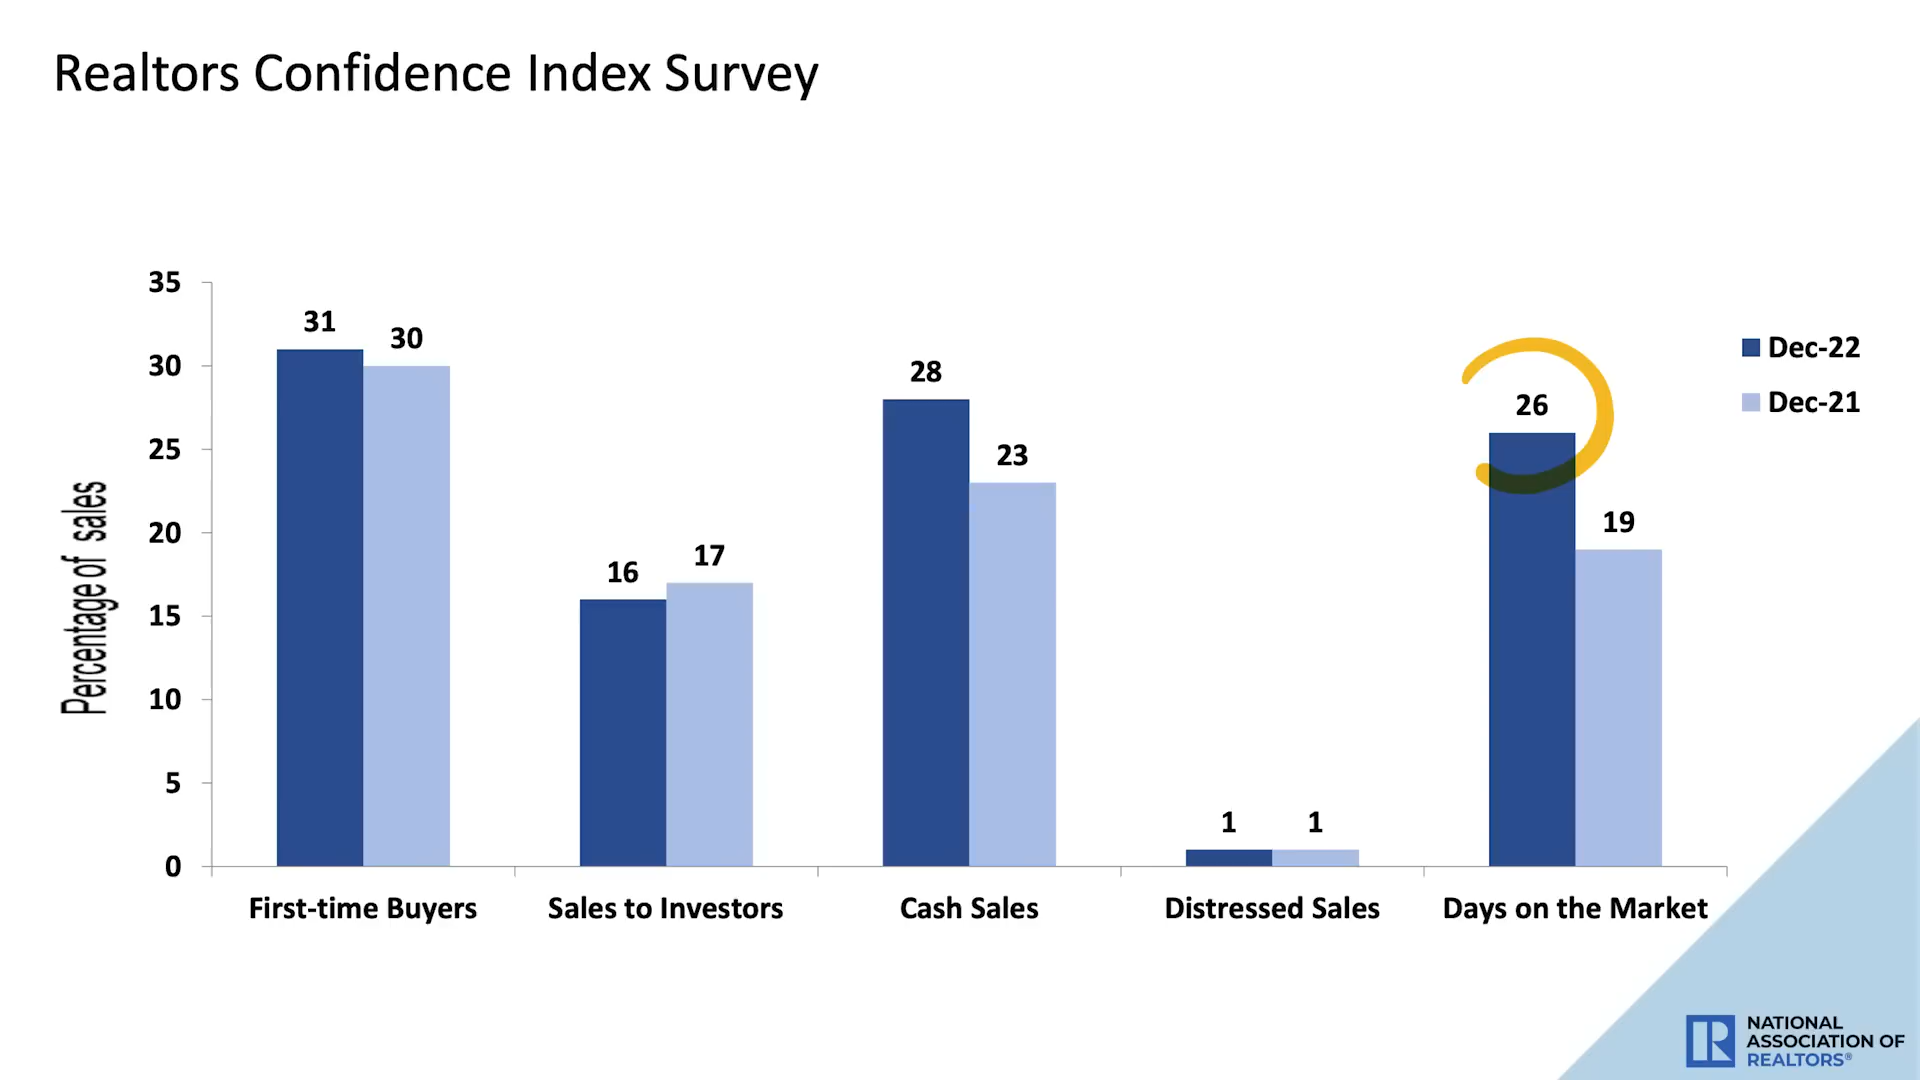 Realtors Confidence Index Survey
Percentage of sales
35
30
25
20
15
10
5
0
31
30
16
17
28
23
1
1
26
19
First-time Buyers
Sales to Investors
Cash Sales
Distressed Sales
Days on the Market
Dec-22
Dec-21
NATIONAL
ASSOCIATION OF
REALTORS®